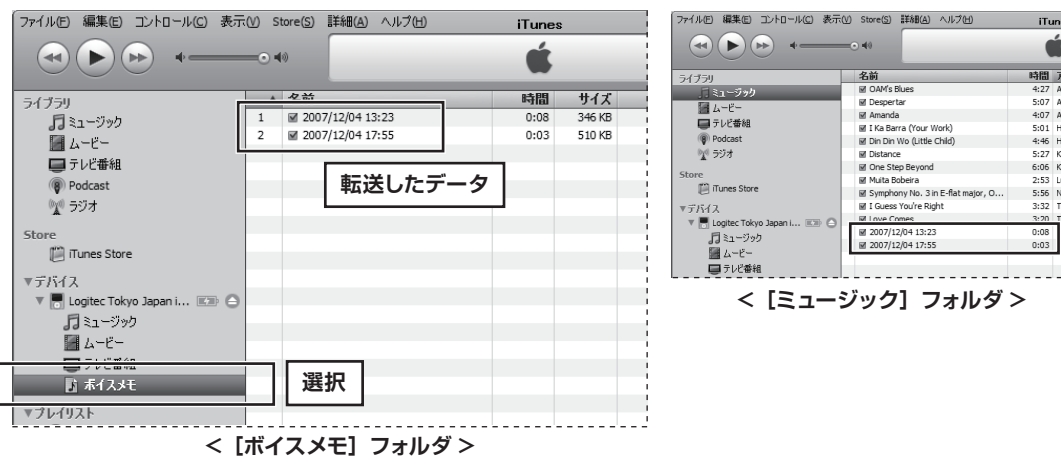 ファイル(F) 編集(E) コントロール(C) 表示(V) Store(S) 詳細(A) ヘルプ(H)
iTunes
ライブラリ
ミュージック
ムービー
テレビ番組
Podcast
ラジオ
Store
iTunes Store
▼デバイス
Logitec Tokyo Japan i...
ミュージック
ムービー
ボイスメモ
▼プレイリスト
名前 時間 サイズ
1 2007/12/04 13:23 0:08 346 KB
2 2007/12/04 17:55 0:03 510 KB
転送したデータ
選択
<［ボイスメモ］フォルダ>
ファイル(F) 編集(E) コントロール(C) 表示(V) Store(S) 詳細(A) ヘルプ(H)
ライブラリ
ミュージック
ムービー
テレビ番組
Podcast
ラジオ
Store
iTunes Store
▼デバイス
Logitec Tokyo Japan i...
ミュージック
ムービー
テレビ番組
名前 時間
OAM's Blues 4:27
Despertar 5:07
Amanda 4:07
I Ka Barra (Your Work) 5:01
Din Din Wo (Little Child) 4:46
Distance 5:27
One Step Beyond 6:06
Muita Bobeira 2:53
Symphony No. 3 in E-flat major, O... 5:56
I Guess You're Right 3:32
Love Comes 3:20
2007/12/04 13:23 0:08
2007/12/04 17:55 0:03
<［ミュージック］フォルダ>